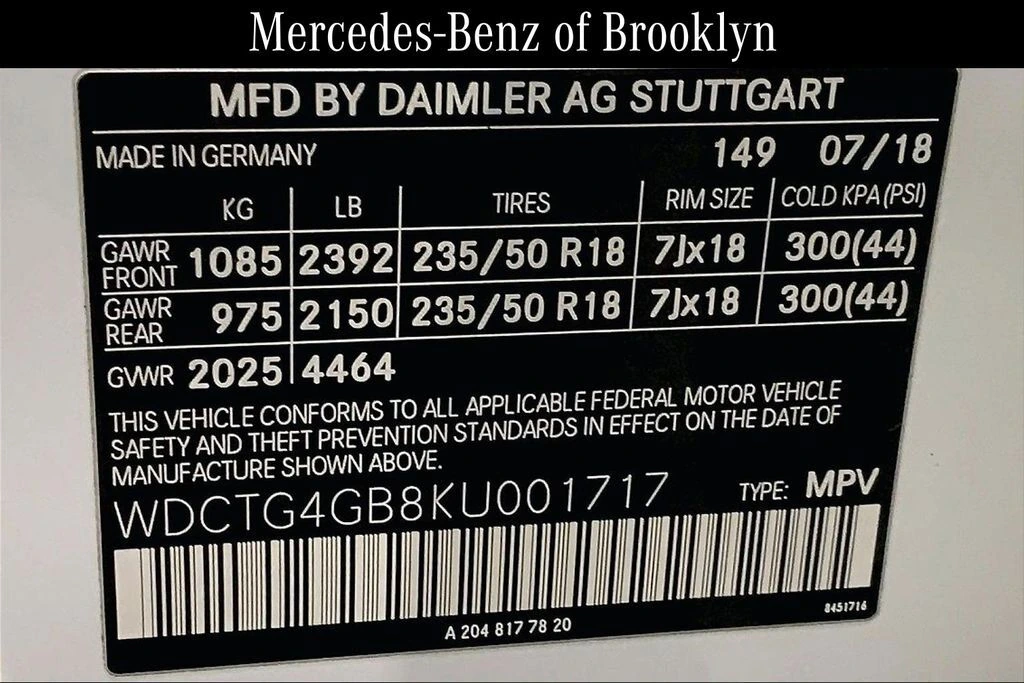 Mercedes-Benz of Brooklyn
MFD BY DAIMLER AG STUTTGART
MADE IN GERMANY 149 07/18
KG LB TIRES RIM SIZE COLD KPA (PSI)
GAWR FRONT 1085 2392 235/50 R18 7Jx18 300(44)
GAWR REAR 975 2150 235/50 R18 7Jx18 300(44)
GVWR 2025 4464
THIS VEHICLE CONFORMS TO ALL APPLICABLE FEDERAL MOTOR VEHICLE
SAFETY AND THEFT PREVENTION STANDARDS IN EFFECT ON THE DATE OF
MANUFACTURE SHOWN ABOVE.
WDCTG4GB8KU001717 TYPE: MPV
A 204 817 78 20 8451716